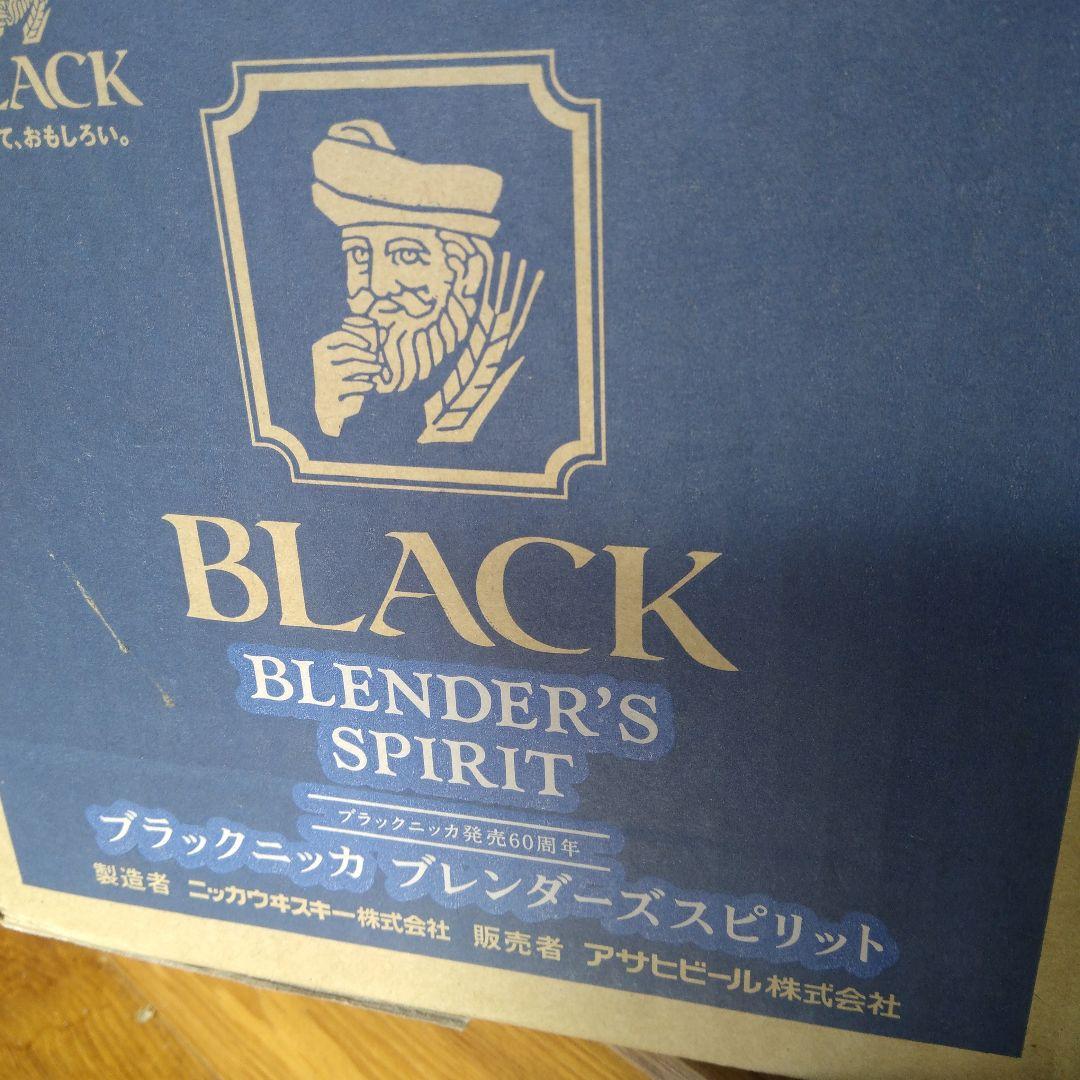 LACK
て、おもしろい。
BLACK
BLENDER'S
SPIRIT
ブラックニッカ発売60周年
ブラックニッカ ブレンダーズスピリット
製造者 ニッカウヰスキー株式会社 販売者 アサヒビール株式会社